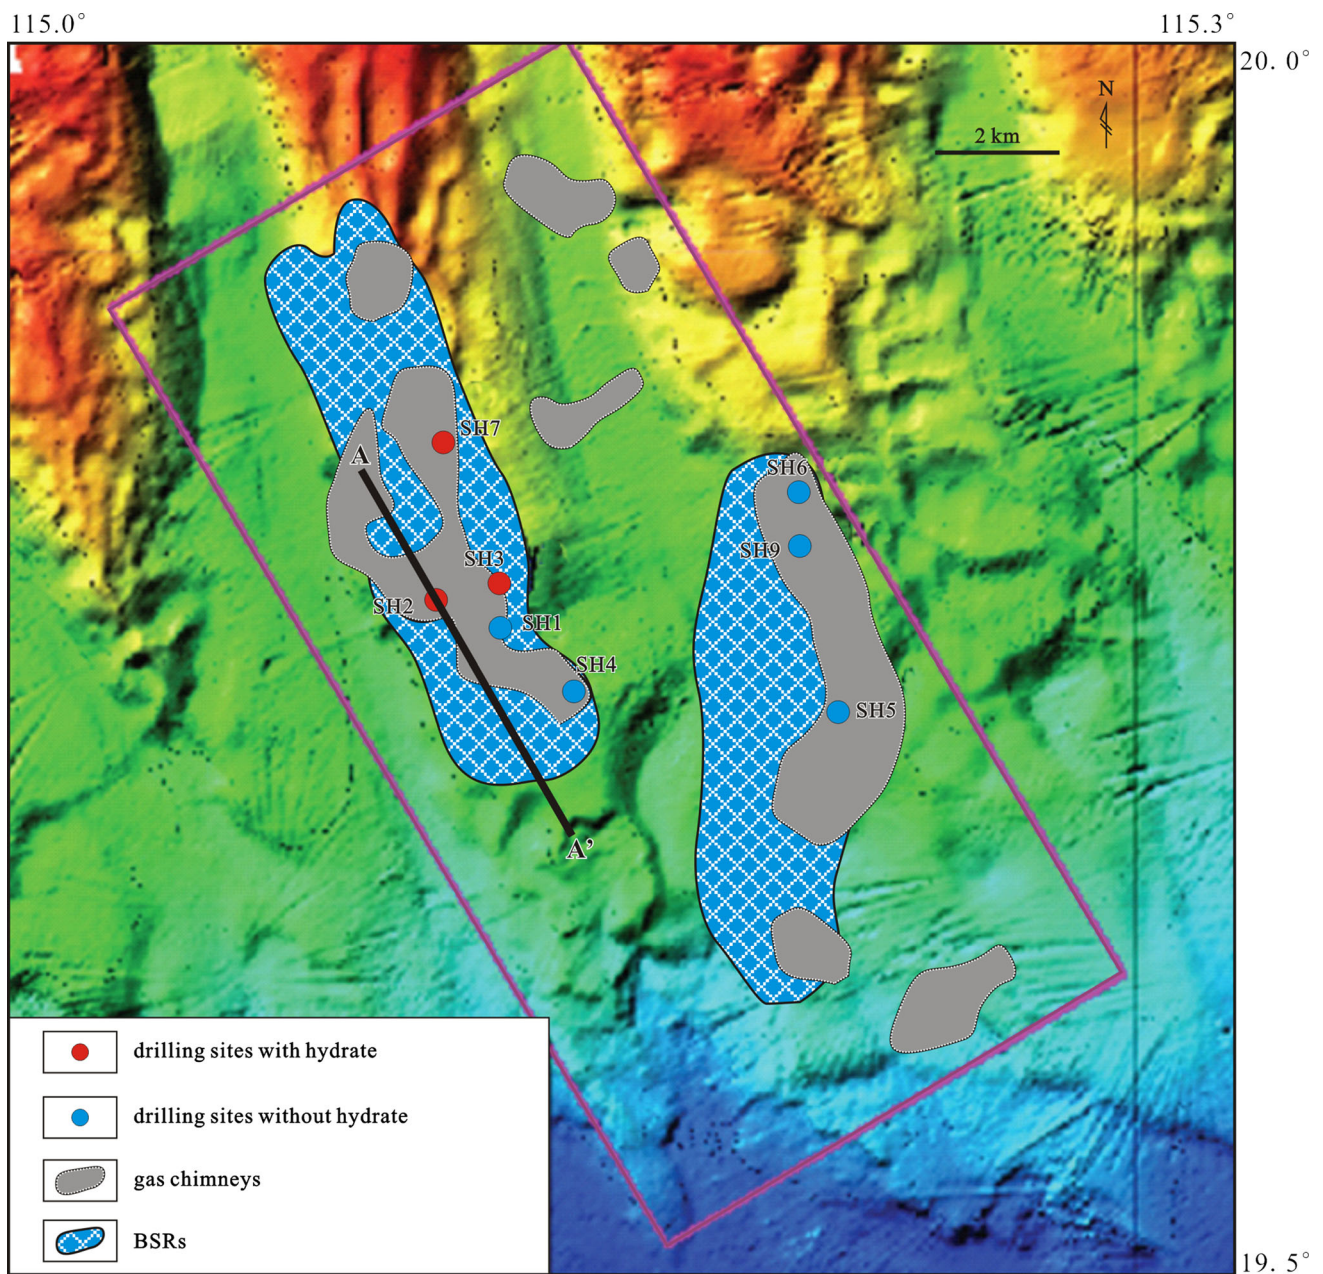 115.0°
115.3°
20.0°
N
2 km
SH7
A
SH6
SH9
SH3
SH2
SH1
SH4
SH5
A’
drilling sites with hydrate
drilling sites without hydrate
gas chimneys
BSRs
19.5°